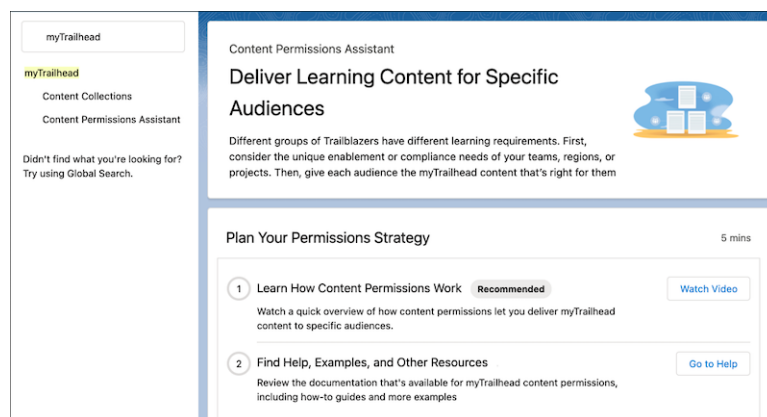 myTrailhead
myTrailhead
Content Collections
Content Permissions Assistant
Didn't find what you're looking for?
Try using Global Search.
Content Permissions Assistant
Deliver Learning Content for Specific
Audiences
Different groups of Trailblazers have different learning requirements. First,
consider the unique enablement or compliance needs of your teams, regions, or
projects. Then, give each audience the myTrailhead content that's right for them
Plan Your Permissions Strategy
5 mins
1 Learn How Content Permissions Work Recommended
Watch Video
Watch a quick overview of how content permissions let you deliver myTrailhead
content to specific audiences.
2 Find Help, Examples, and Other Resources
Go to Help
Review the documentation that's available for myTrailhead content permissions,
including how-to guides and more examples